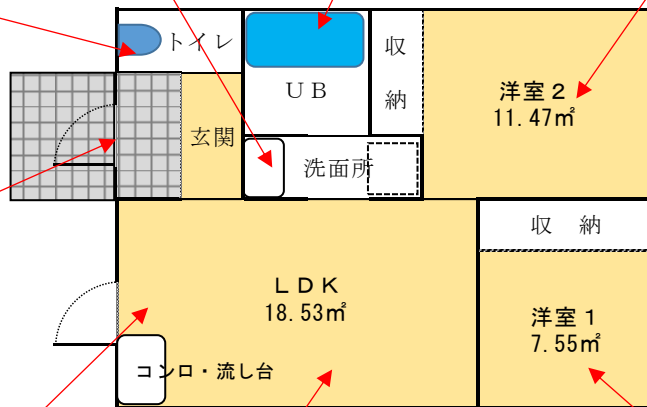 トイレ
ＵＢ
収
納
洋室２
11.47㎡
玄関
洗面所
収　納
ＬＤＫ
18.53㎡
洋室１
7.55㎡
コンロ・流し台